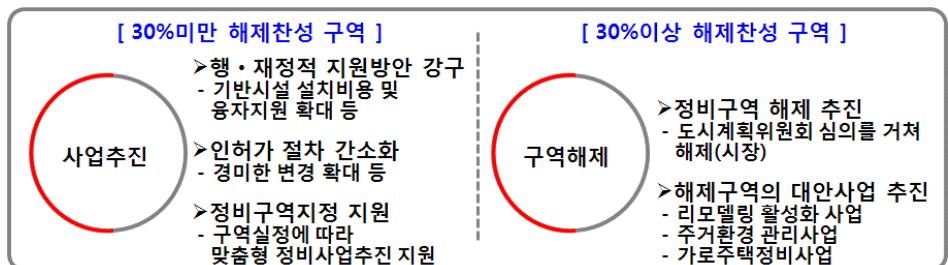 [ 30%미만 해제찬성 구역 ]
사업추진
➢행・재정적 지원방안 강구
- 기반시설 설치비용 및
융자지원 확대 등
➢인허가 절차 간소화
- 경미한 변경 확대 등
➢정비구역지정 지원
- 구역실정에 따라
맞춤형 정비사업추진 지원
[ 30%이상 해제찬성 구역 ]
구역해제
➢정비구역 해제 추진
- 도시계획위원회 심의를 거쳐
해제(시장)
➢해제구역의 대안사업 추진
- 리모델링 활성화 사업
- 주거환경 관리사업
- 가로주택정비사업